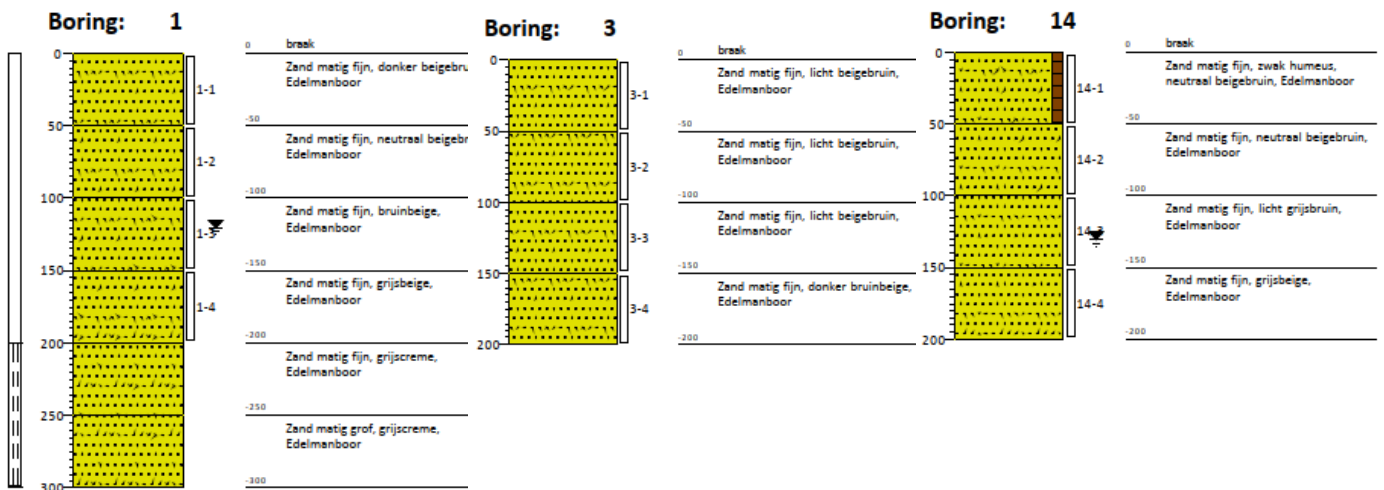 Boring: 1
0
50
100
150
200
250
300
1-1
1-2
1-3
1-4
0 braak
Zand matig fijn, donker beigebru
Edelmanboor
-50
Zand matig fijn, neutraal beigebr
Edelmanboor
-100
Zand matig fijn, bruinbeige,
Edelmanboor
-150
Zand matig fijn, grijsbeige,
Edelmanboor
-200
Zand matig fijn, grijscreme,
Edelmanboor
-250
Zand matig grof, grijscreme,
Edelmanboor
-300
Boring: 3
0
50
100
150
200
3-1
3-2
3-3
3-4
0 braak
Zand matig fijn, licht beigebruin,
Edelmanboor
-50
Zand matig fijn, licht beigebruin,
Edelmanboor
-100
Zand matig fijn, licht beigebruin,
Edelmanboor
-150
Zand matig fijn, donker bruinbeige,
Edelmanboor
-200
Boring: 14
0
50
100
150
200
14-1
14-2
14-3
14-4
0 braak
Zand matig fijn, zwak humeus,
neutraal beigebruin, Edelmanboor
-50
Zand matig fijn, neutraal beigebruin,
Edelmanboor
-100
Zand matig fijn, licht grijsbruin,
Edelmanboor
-150
Zand matig fijn, grijsbeige,
Edelmanboor
-200